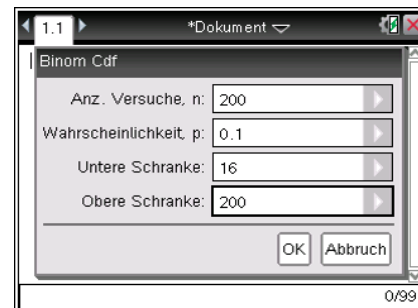 1.1 *Dokument
Binom Cdf
Anz. Versuche, n: 200
Wahrscheinlichkeit, p: 0.1
Untere Schranke: 16
Obere Schranke: 200
OK Abbruch
0/99